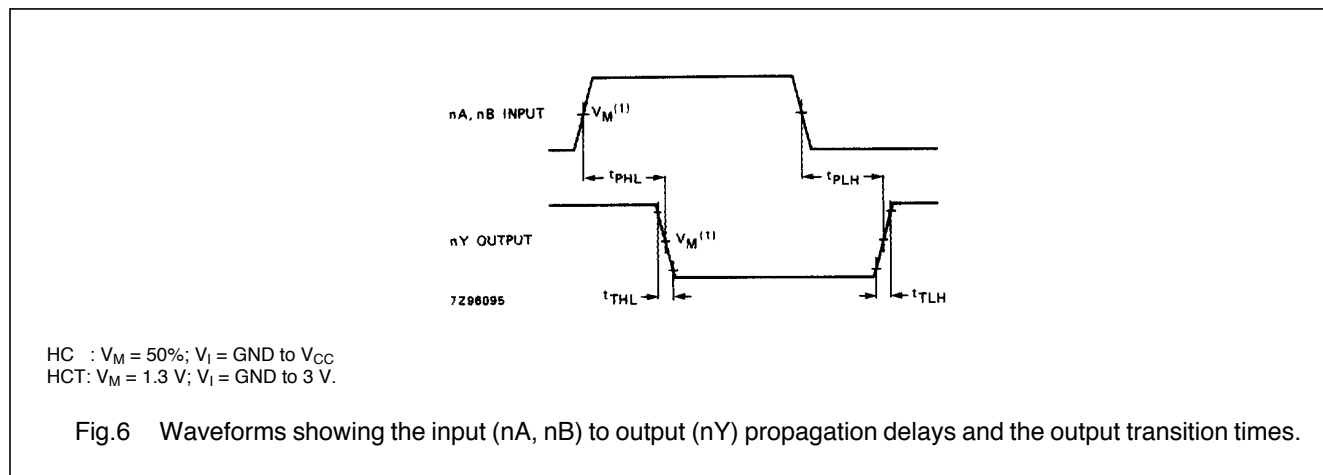 nA, nB INPUT
VM(1)
tPHL
tPLH
nY OUTPUT
VM(1)
tTHL
tTLH
7Z96095
HC : VM = 50%; VI = GND to VCC
HCT: VM = 1.3 V; VI = GND to 3 V.
Fig.6 Waveforms showing the input (nA, nB) to output (nY) propagation delays and the output transition times.